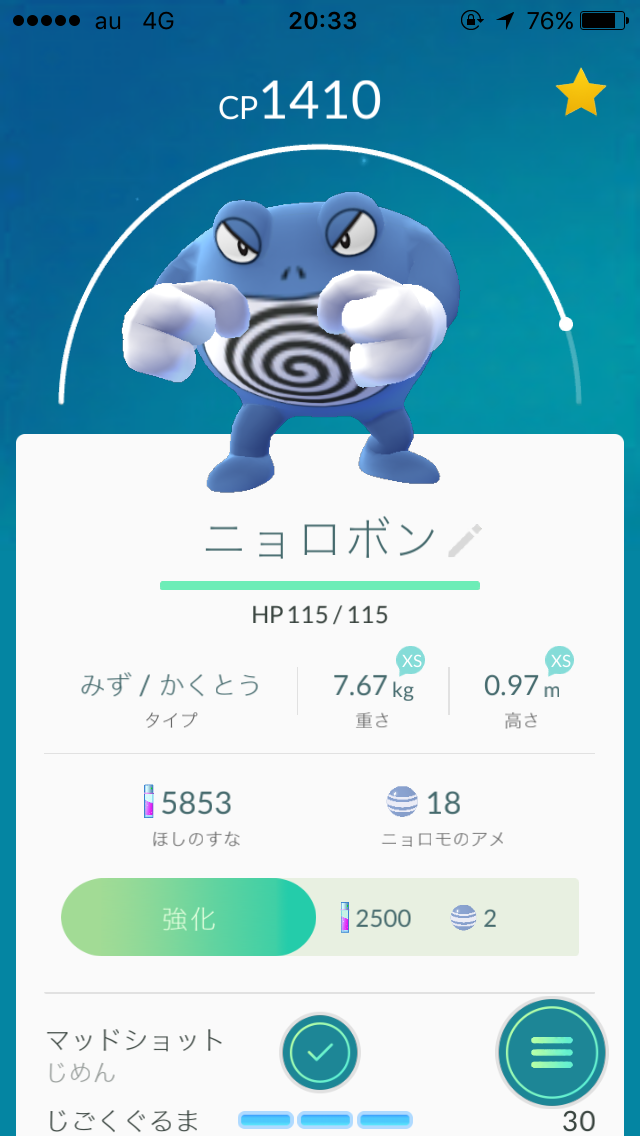 au 4G 20:33 76%
CP1410
ニョロボン
HP 115 / 115
みず / かくとう
タイプ
XS
7.67 kg
重さ
XS
0.97 m
高さ
5853
ほしのすな
18
ニョロモのアメ
強化 2500 2
マッドショット
じめん
じごくぐるま 30